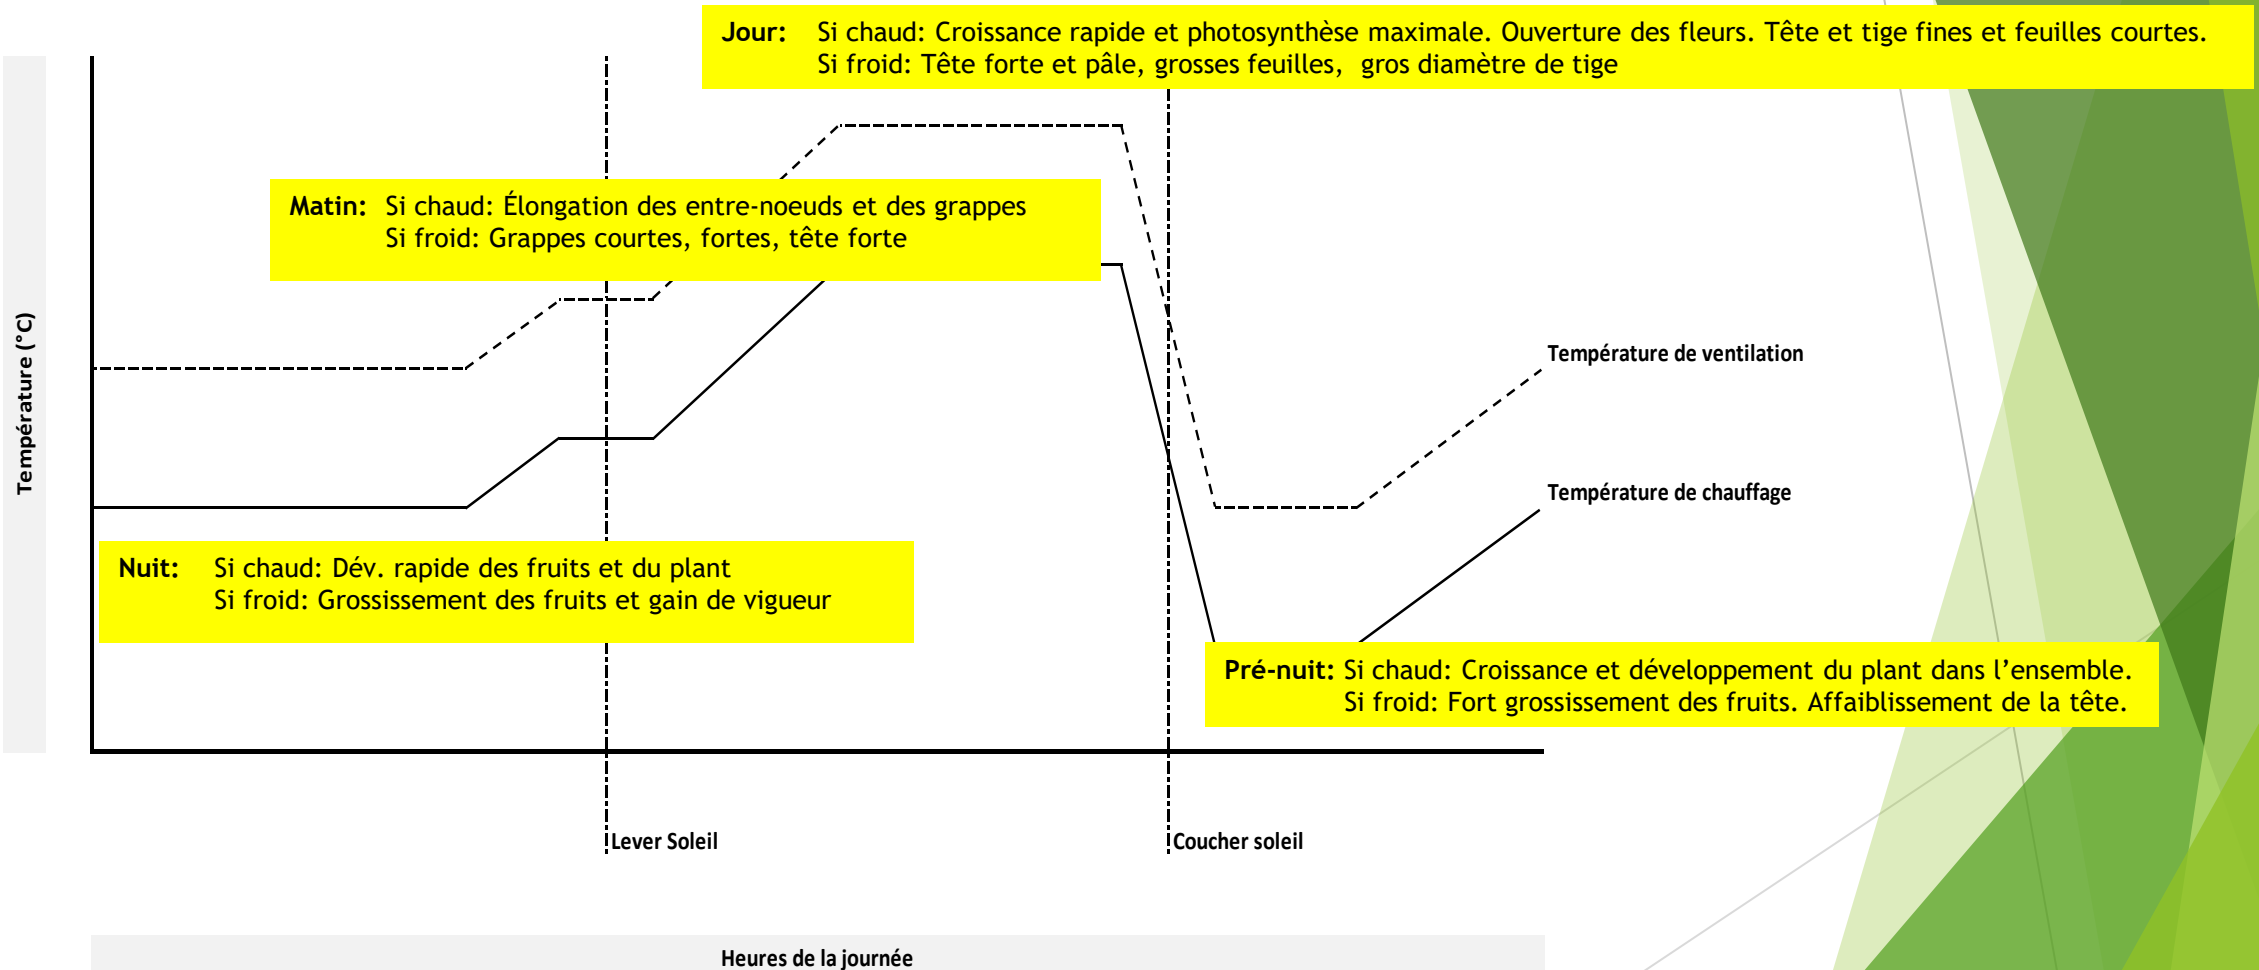 Jour: Si chaud: Croissance rapide et photosynthèse maximale. Ouverture des fleurs. Tête et tige fines et feuilles courtes.
Si froid: Tête forte et pâle, grosses feuilles, gros diamètre de tige
Matin: Si chaud: Élongation des entre-noeuds et des grappes
Si froid: Grappes courtes, fortes, tête forte
Température (°C)
Température de ventilation
Température de chauffage
Nuit: Si chaud: Dév. rapide des fruits et du plant
Si froid: Grossissement des fruits et gain de vigueur
Pré-nuit: Si chaud: Croissance et développement du plant dans l’ensemble.
Si froid: Fort grossissement des fruits. Affaiblissement de la tête.
Lever Soleil
Coucher soleil
Heures de la journée